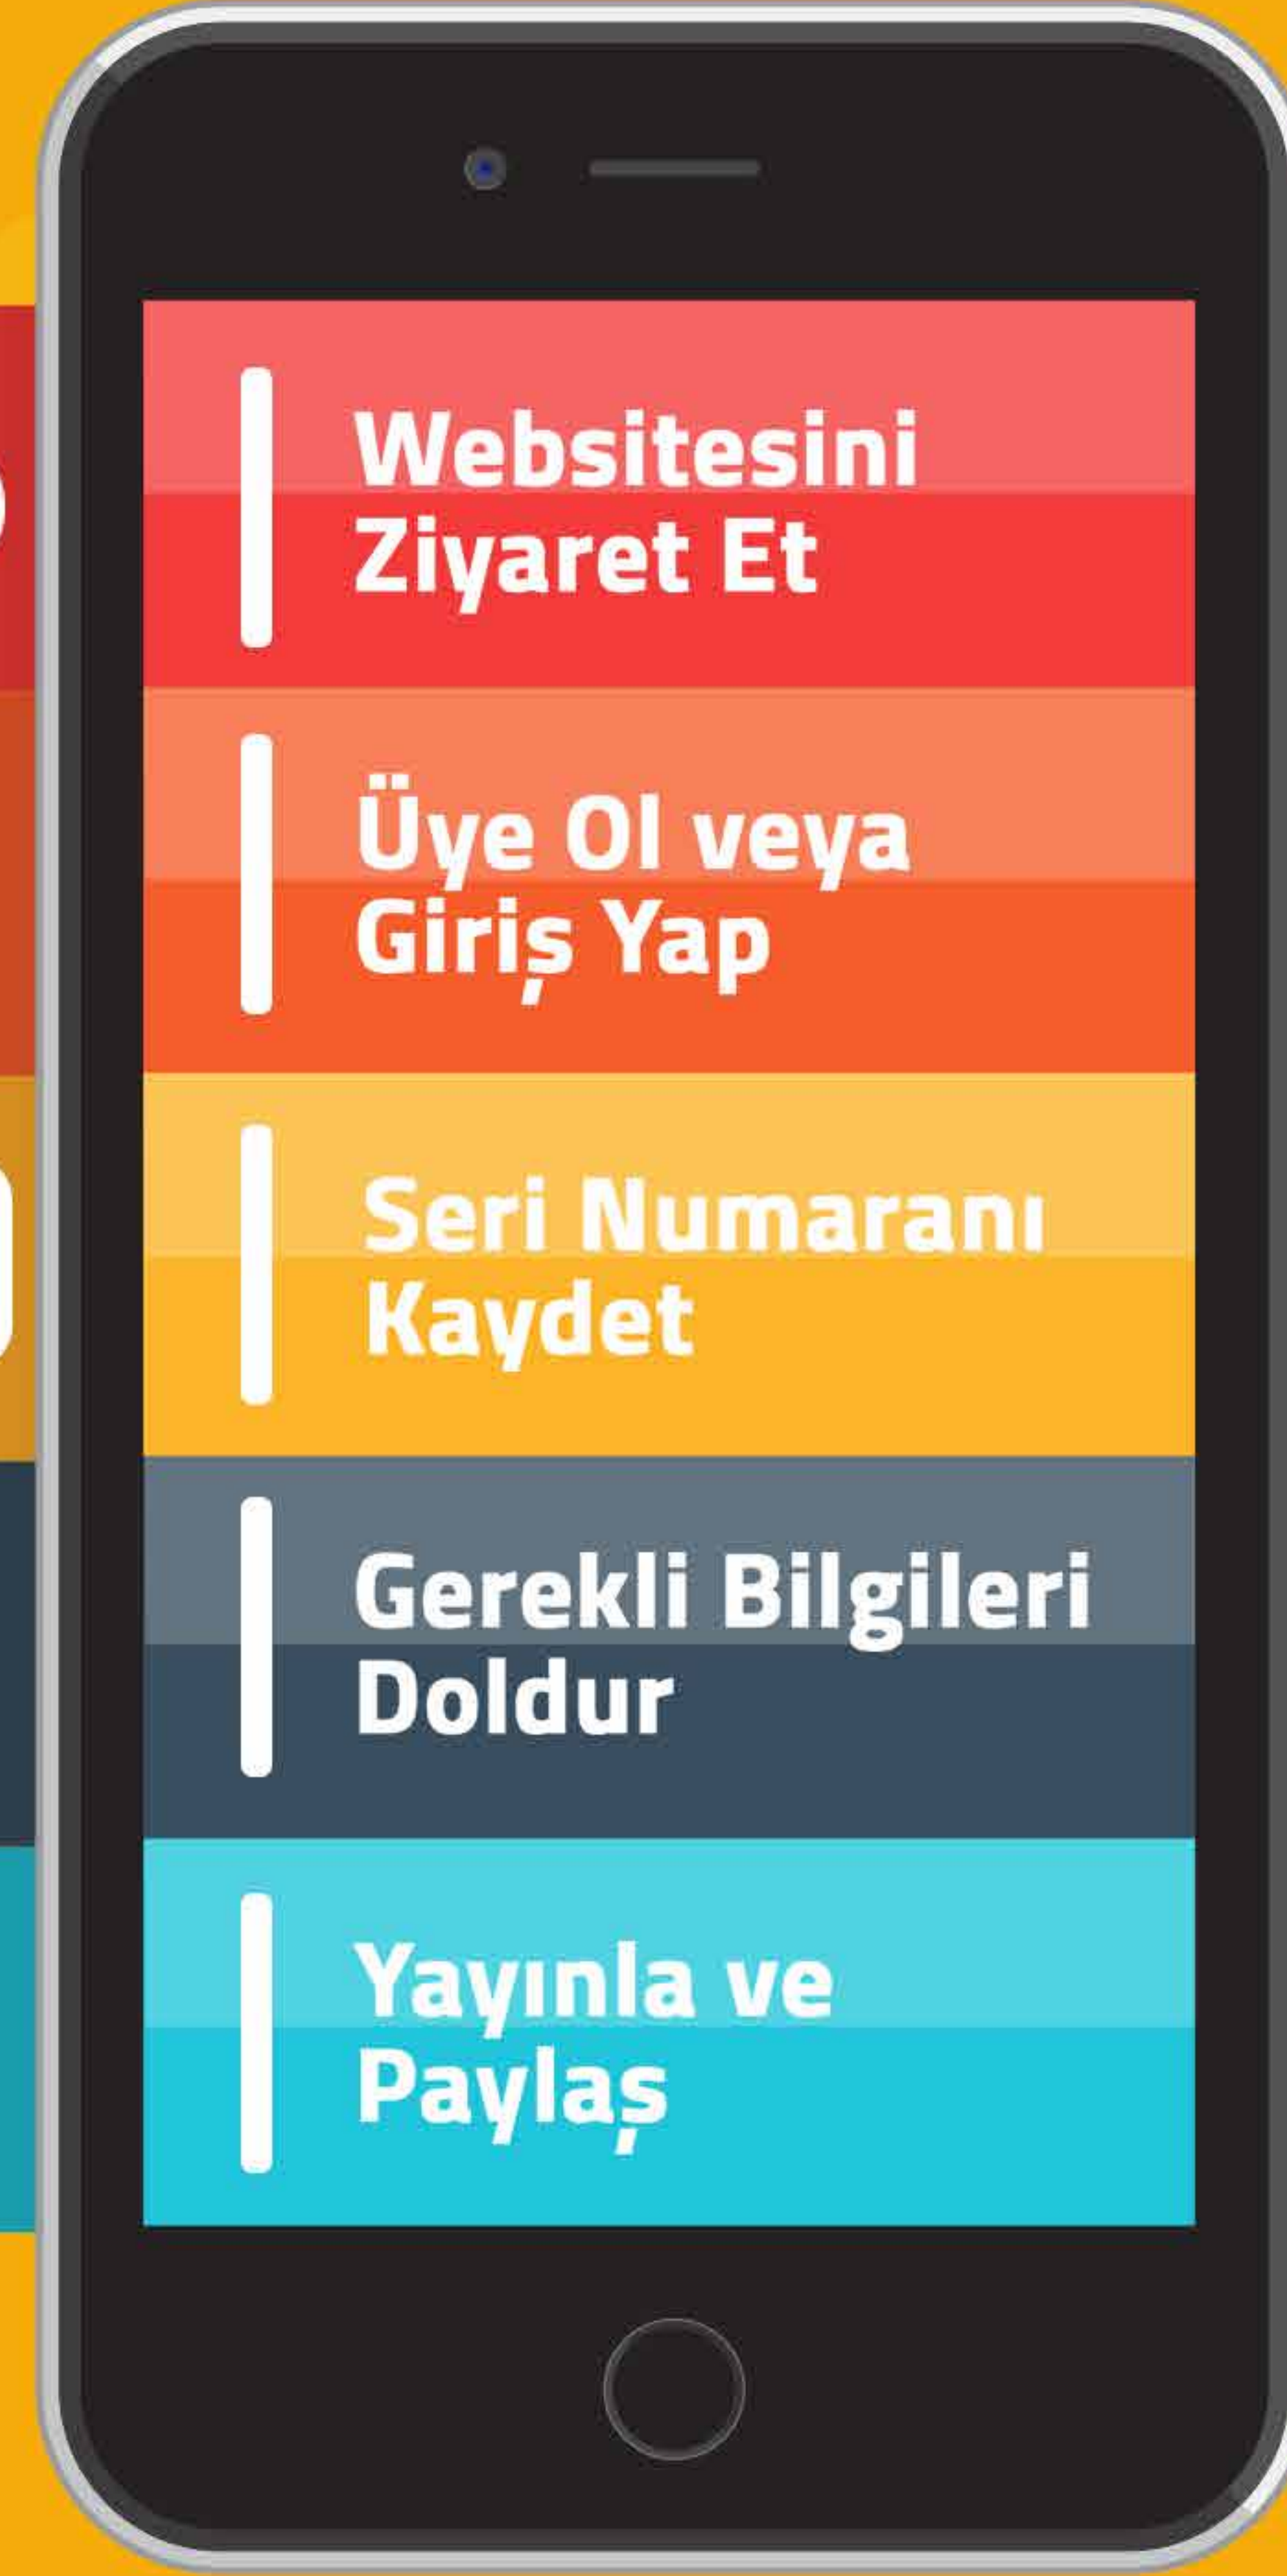 Websitesini
Ziyaret Et
Üye Ol veya
Giriş Yap
Seri Numaranı
Kaydet
Gerekli Bilgileri
Doldur
Yayınla ve
Paylaş